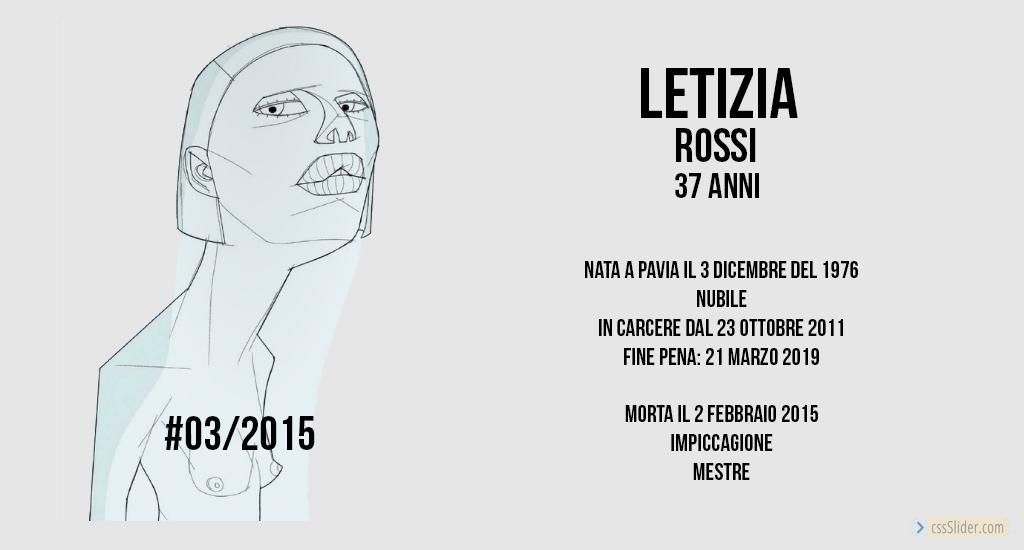 LETIZIA
ROSSI
37 ANNI
NATA A PAVIA IL 3 DICEMBRE DEL 1976
NUBILE
IN CARCERE DAL 23 OTTOBRE 2011
FINE PENA: 21 MARZO 2019
MORTA IL 2 FEBBRAIO 2015
IMPICCAGIONE
MESTRE
#03/2015
cssSlider.com